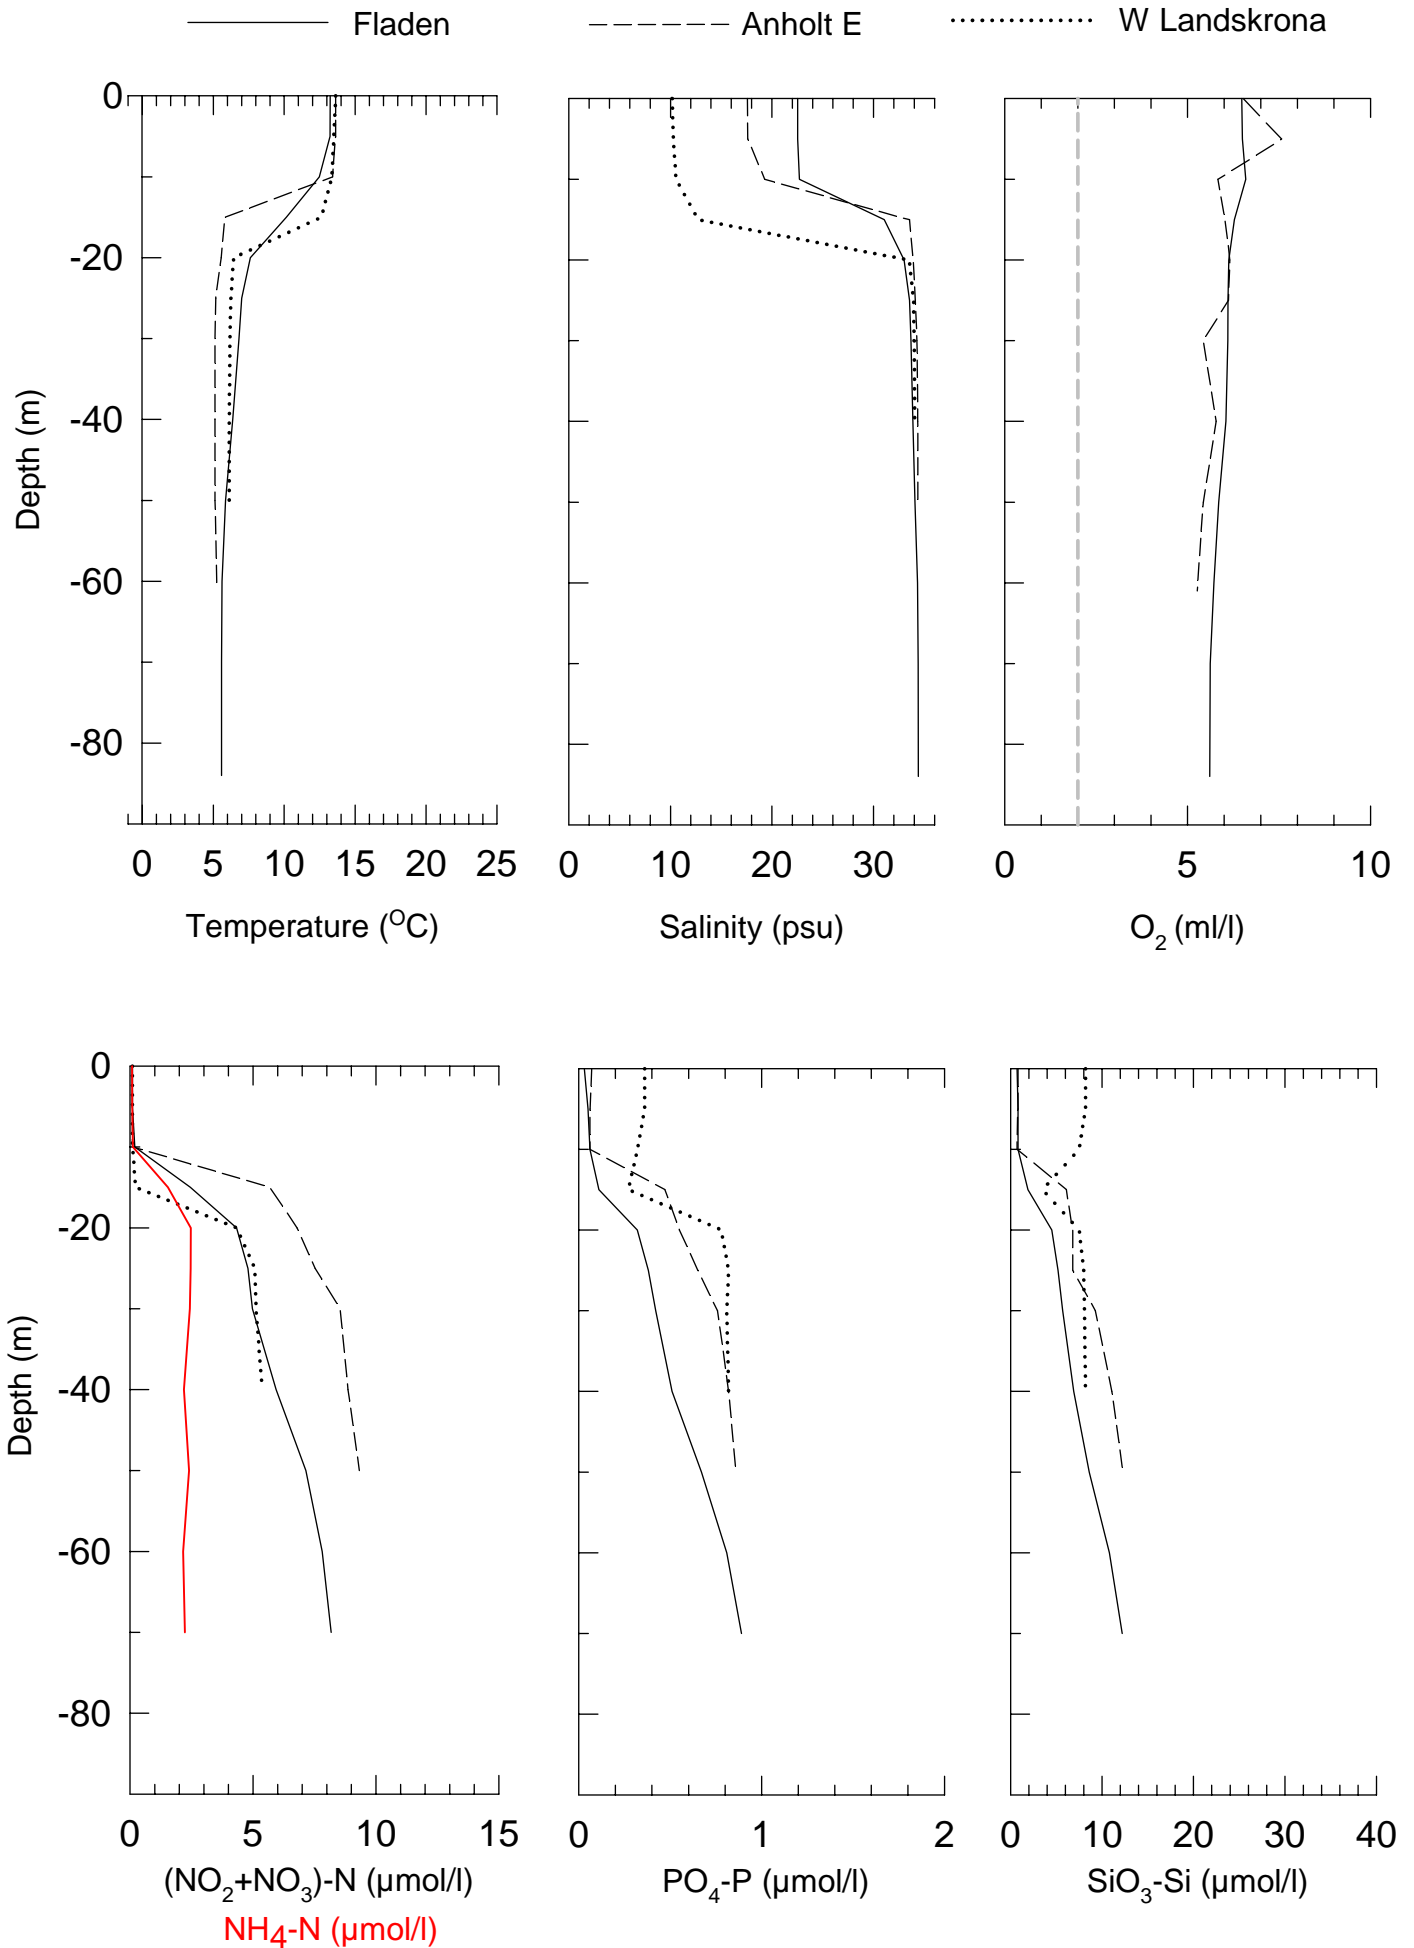 Fladen Anholt E W Landskrona
0
-20
-40
-60
-80
Depth (m)
0 5 10 15 20 25 0 10 20 30 0 5 10
Temperature (°C) Salinity (psu) O₂ (ml/l)
0
-20
-40
-60
-80
Depth (m)
0 5 10 15 0 1 2 0 10 20 30 40
(NO₂+NO₃)-N (µmol/l) PO₄-P (µmol/l) SiO₃-Si (µmol/l)
NH4-N (µmol/l)